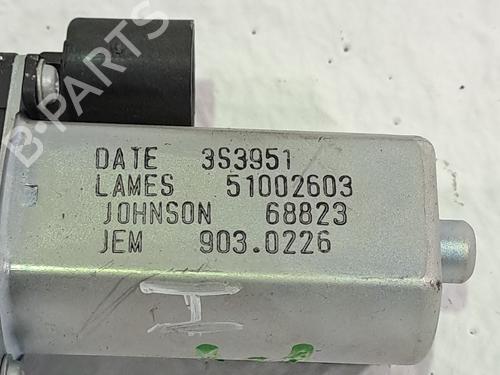 B-PARTS
DATE 3S3951
LAMES 51002603
JOHNSON 68823
JEM 903.0226